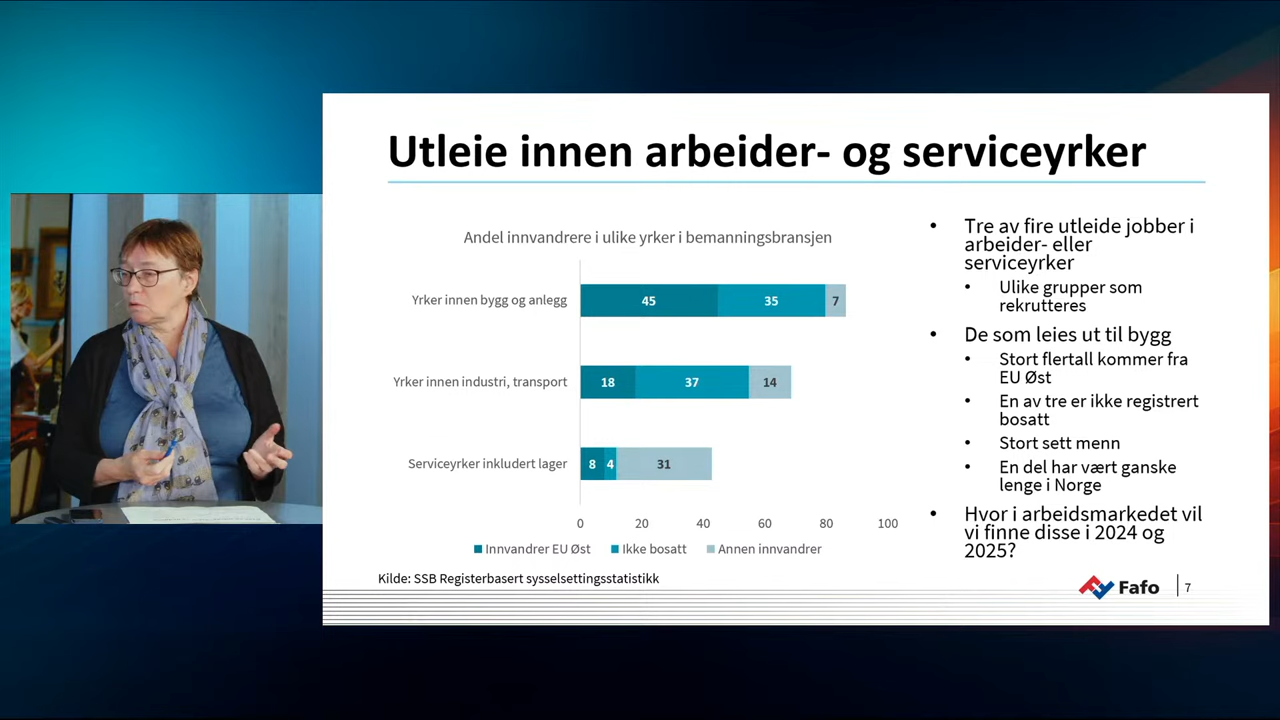 Utleie innen arbeider- og serviceyrker
Andel innvandrere i ulike yrker i bemanningsbransjen
Yrker innen bygg og anlegg
45
35
7
Yrker innen industri, transport
18
37
14
Serviceyrker inkludert lager
8
4
31
0
20
40
60
80
100
Innvandrer EU Øst
Ikke bosatt
Annen innvandrer
Kilde: SSB Registerbasert sysselsettingsstatistikk
• Tre av fire utleide jobber i
arbeider- eller
serviceyrker
• Ulike grupper som
rekrutteres
• De som leies ut til bygg
• Stort flertall kommer fra
EU Øst
• En av tre er ikke registrert
bosatt
• Stort sett menn
• En del har vært ganske
lenge i Norge
• Hvor i arbeidsmarkedet vil
vi finne disse i 2024 og
2025?
Fafo
7